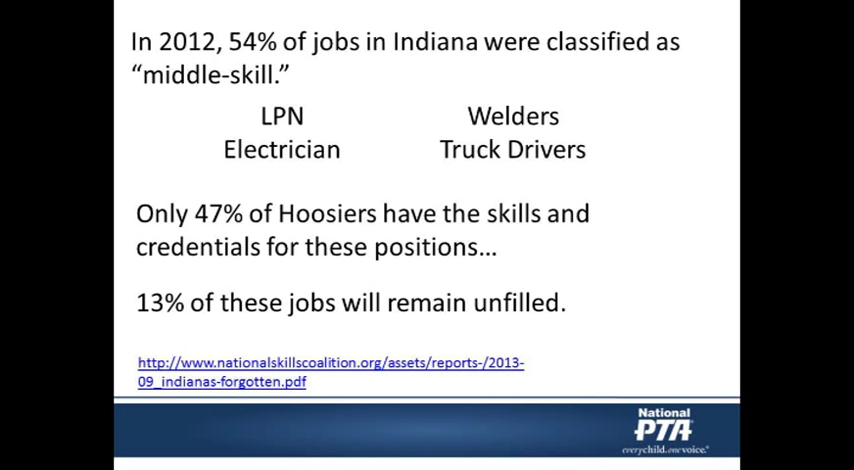 In 2012, 54% of jobs in Indiana were classified as
“middle-skill.”
LPN Welders
Electrician Truck Drivers
Only 47% of Hoosiers have the skills and
credentials for these positions...
13% of these jobs will remain unfilled.
http://www.nationalskillscoalition.org/assets/reports-/2013-
09_indianas-forgotten.pdf
National
PTA
everychild.onevoice.®